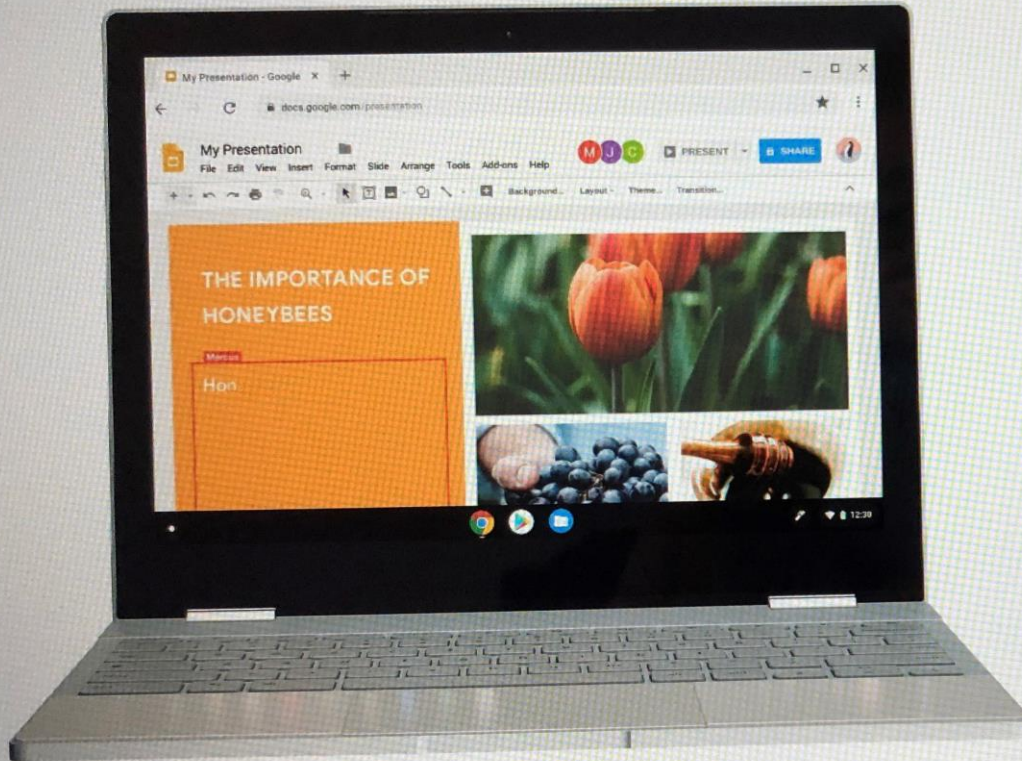 My Presentation - Google
docs.google.com/presentation
My Presentation
M J C
PRESENT
SHARE
File Edit View Insert Format Slide Arrange Tools Add-ons Help
Background... Layout Theme... Transition...
THE IMPORTANCE OF
HONEYBEES
Marcus
Hon
12:30